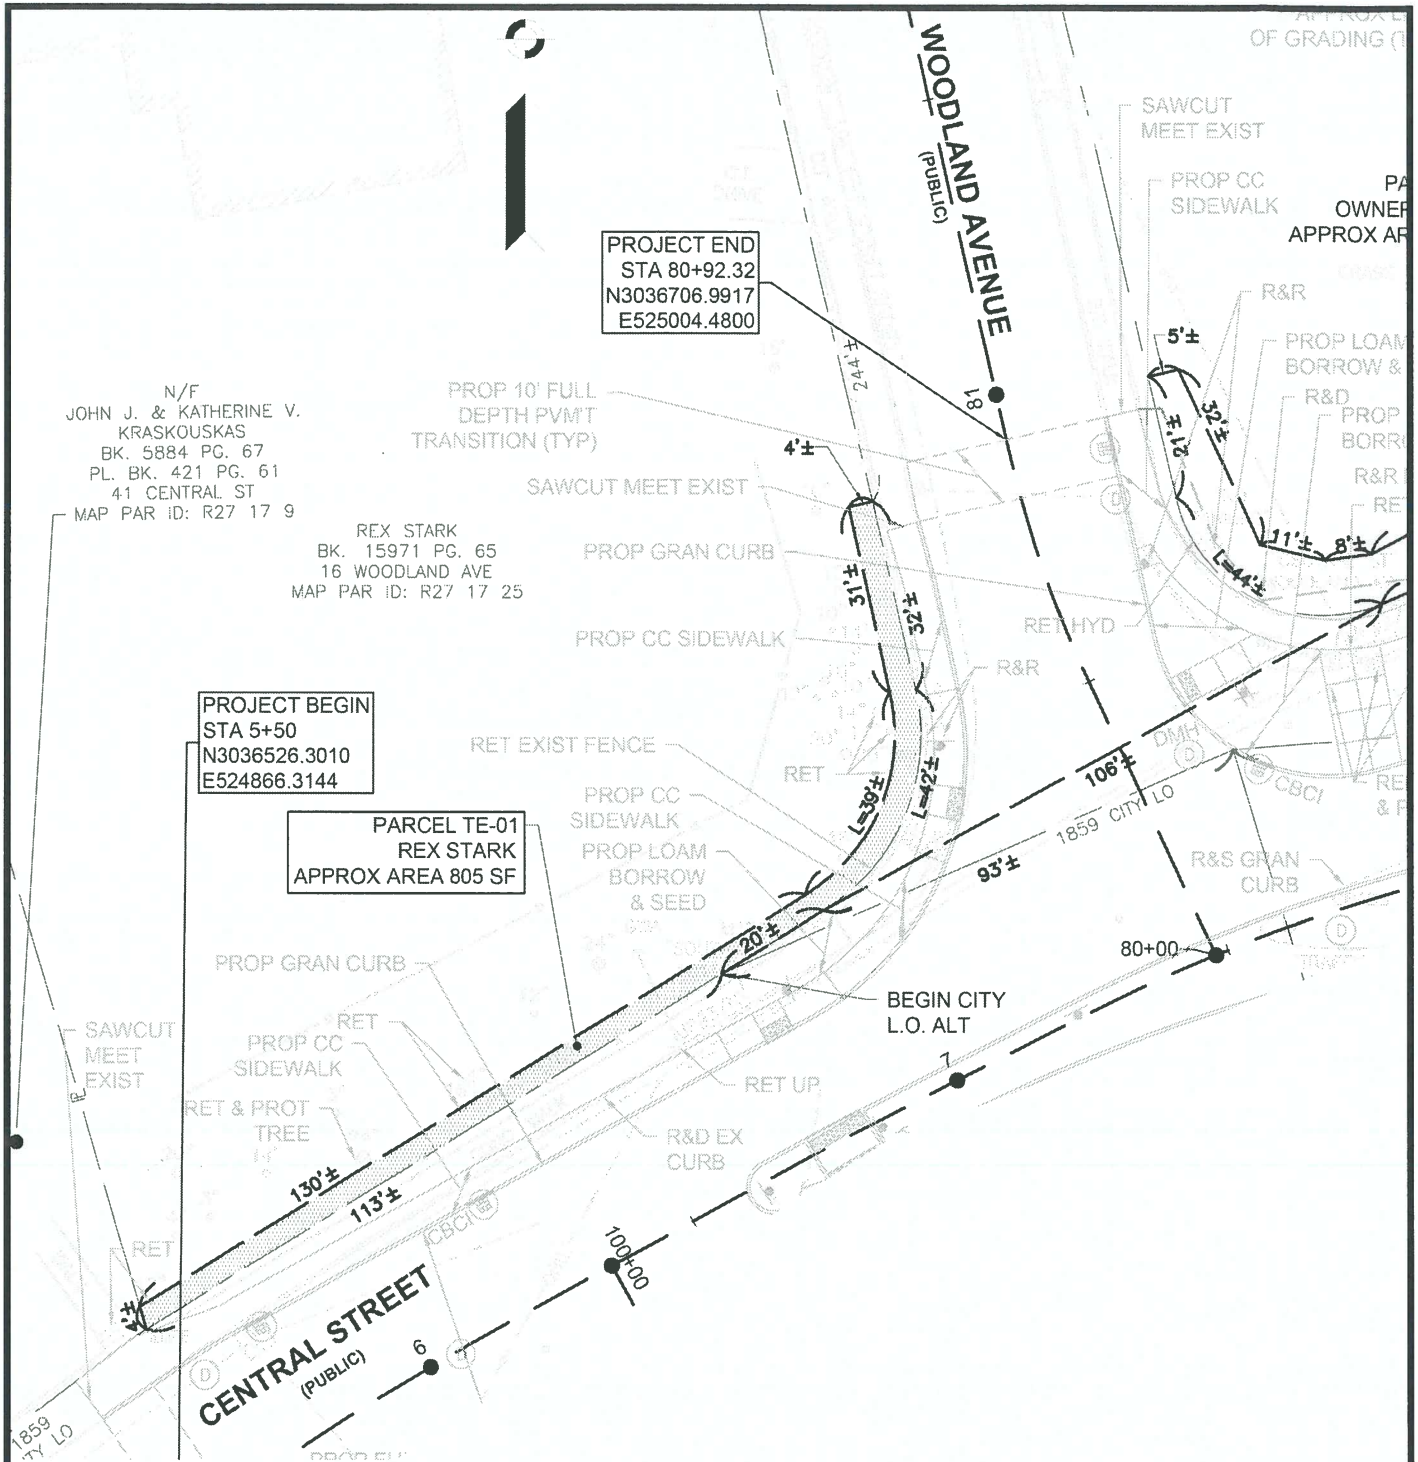 APPROX
OF GRADING
WOODLAND AVENUE
(PUBLIC)
SAWCUT
MEET EXIST
PROP CC
SIDEWALK
PA
OWNER
APPROX AR
PROJECT END
STA 80+92.32
N3036706.9917
E525004.4800
R&R
5'±
PROP LOAM
BORROW &
R&D
PROP
BORRO
R&R
RET
244'±
81
32'±
21'±
11'±
8'±
L=44'±
N/F
JOHN J. & KATHERINE V.
KRASKOUSKAS
BK. 5884 PG. 67
PL. BK. 421 PG. 61
41 CENTRAL ST
MAP PAR ID: R27 17 9
PROP 10' FULL
DEPTH PVM'T
TRANSITION (TYP)
4'±
SAWCUT MEET EXIST
REX STARK
BK. 15971 PG. 65
16 WOODLAND AVE
MAP PAR ID: R27 17 25
PROP GRAN CURB
31'±
32'±
PROP CC SIDEWALK
RET HYD
R&R
PROJECT BEGIN
STA 5+50
N3036526.3010
E524866.3144
RET EXIST FENCE
RET
DMH
D
106'±
CBCI
L=39'±
L=42'±
PROP CC
SIDEWALK
1859 CITY LO
PARCEL TE-01
REX STARK
APPROX AREA 805 SF
PROP LOAM
BORROW
& SEED
93'±
R&S GRAN
CURB
20'±
80+00
D
PROP GRAN CURB
BEGIN CITY
L.O. ALT
SAWCUT
MEET
EXIST
RET
PROP CC
SIDEWALK
7
RET UP
RET & PROT
TREE
R&D EX
CURB
130'±
113'±
CBCI
RET
100+00
4'±
CENTRAL STREET
(PUBLIC)
6
D
1859
TY LO